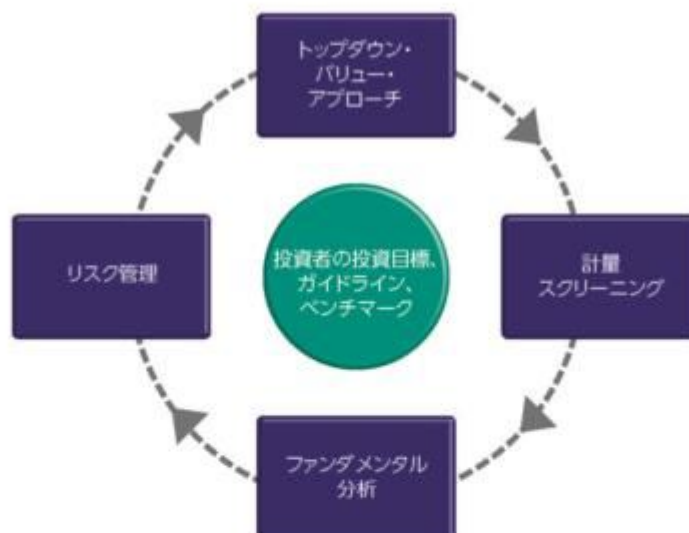 トップダウン・
バリュー・
アプローチ
リスク管理
投資者の投資目標、
ガイドライン、
ベンチマーク
計量
スクリーニング
ファンダメンタル
分析